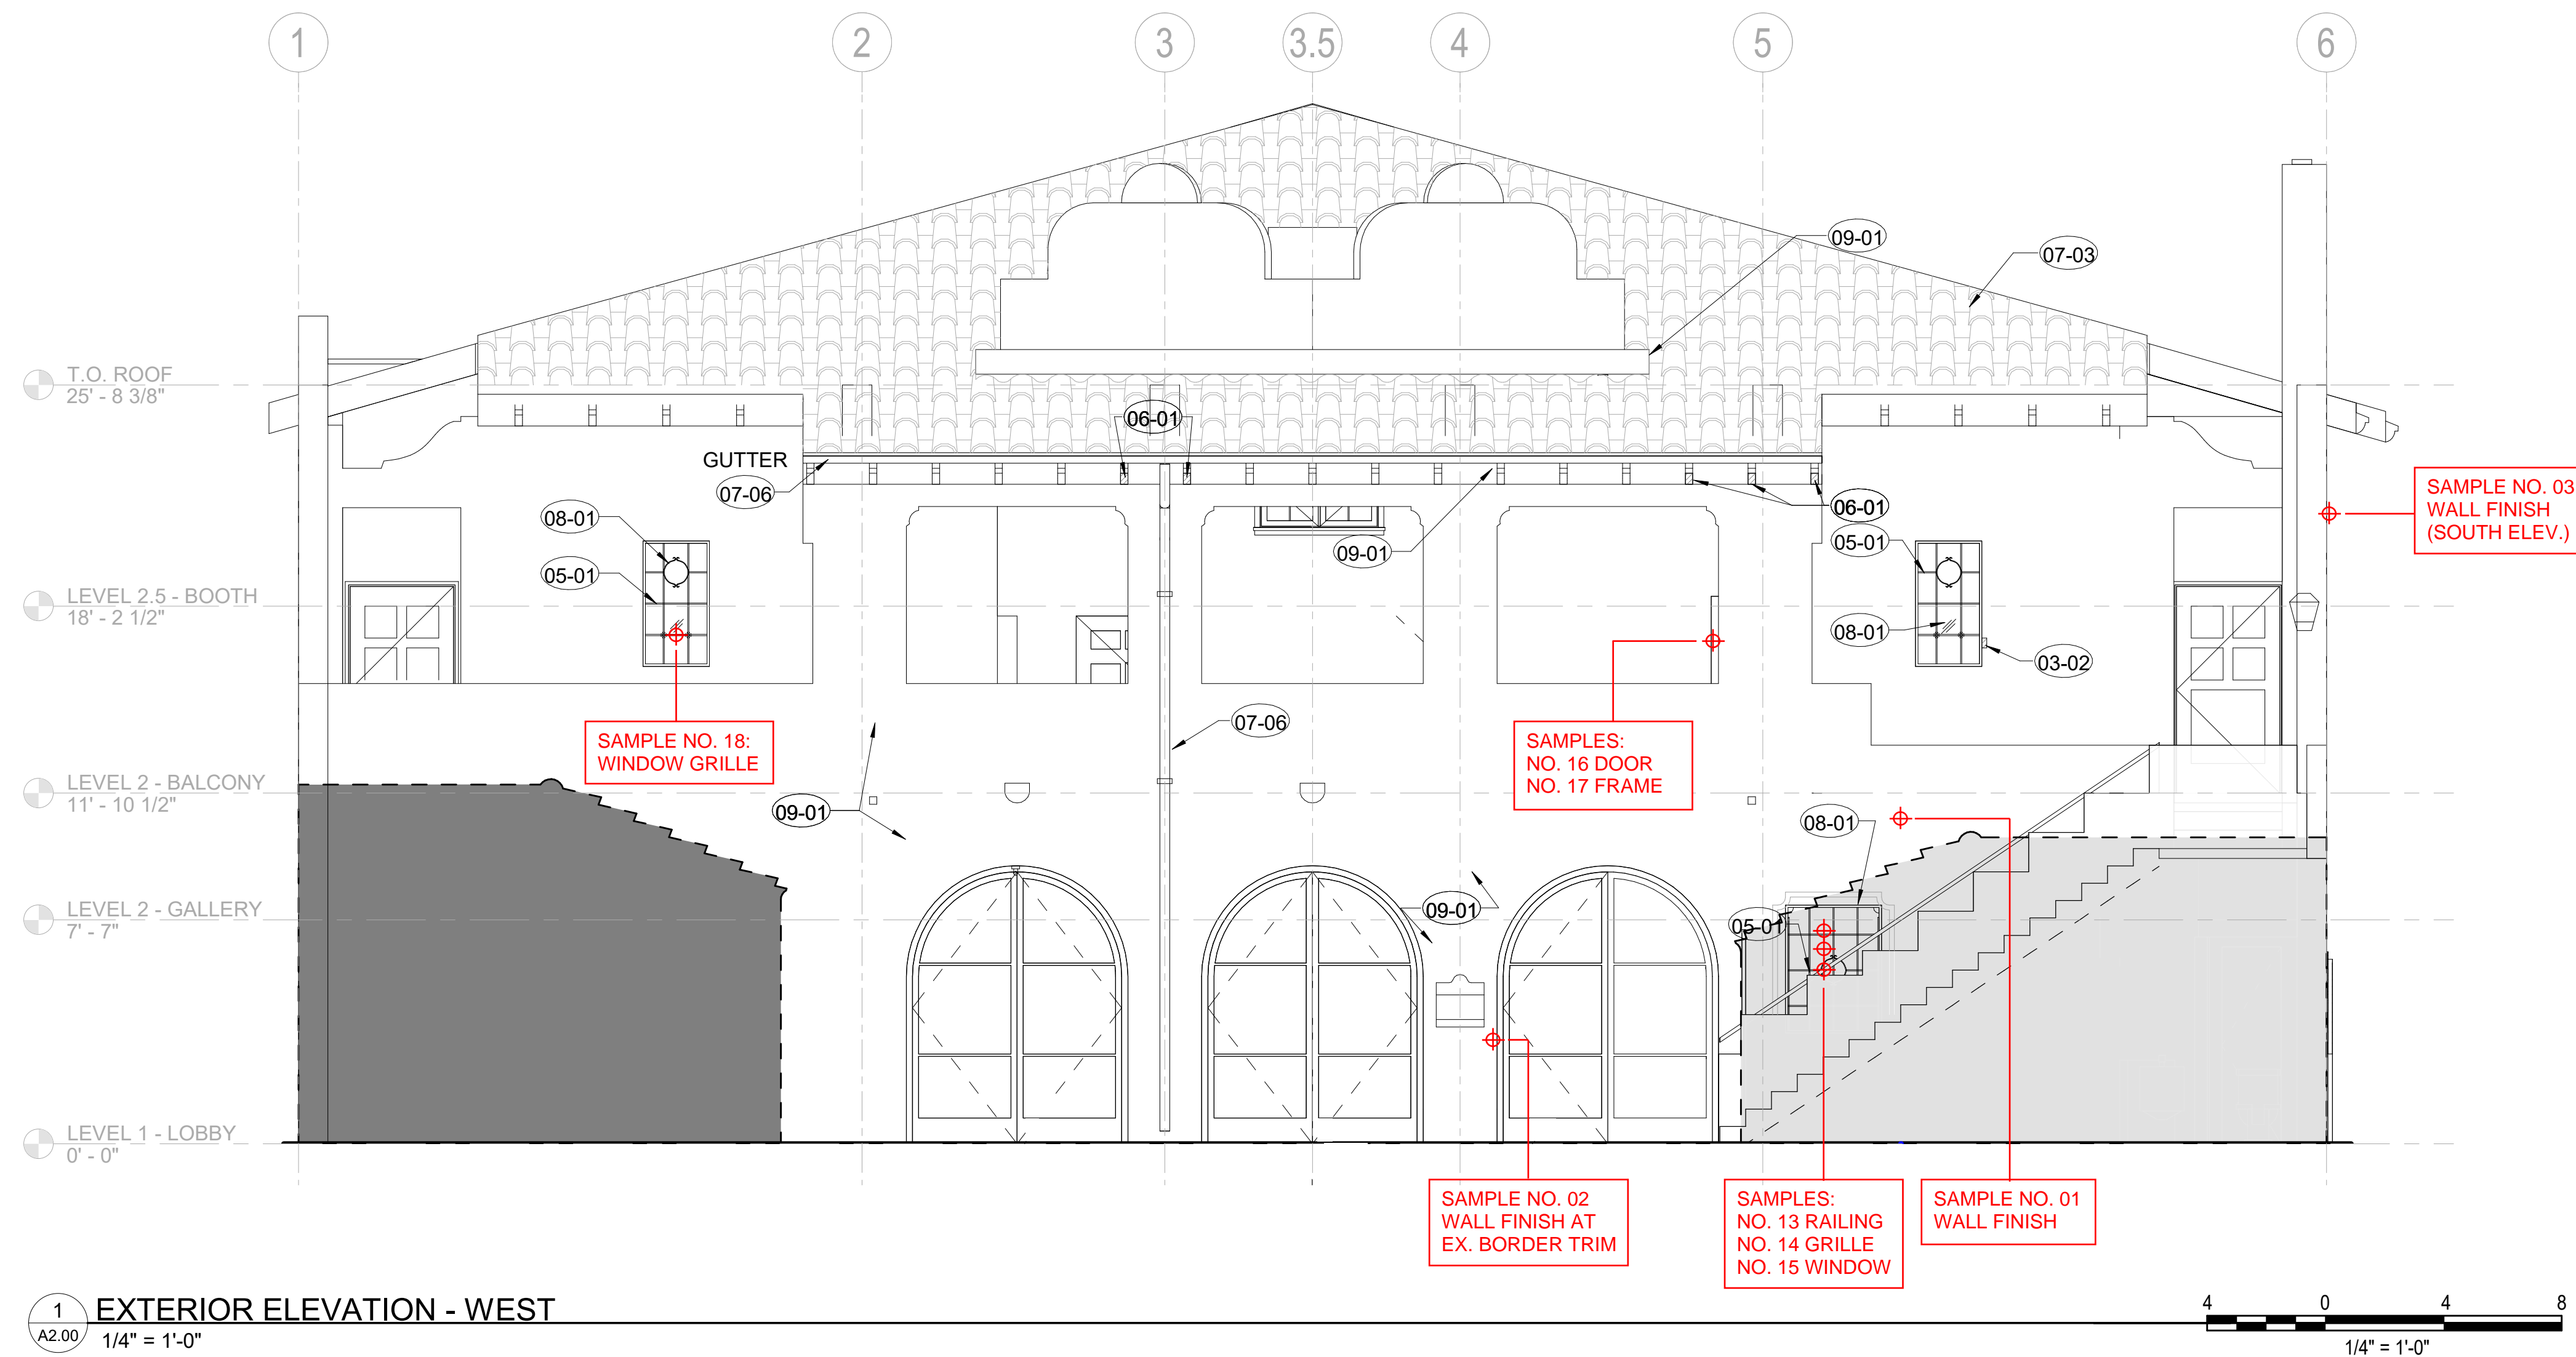 1
2
3
3.5
4
5
6
09-01
07-03
T.O. ROOF
25' - 8 3/8"
06-01
GUTTER
07-06
SAMPLE NO. 03
WALL FINISH
(SOUTH ELEV.)
08-01
06-01
09-01
05-01
05-01
LEVEL 2.5 - BOOTH
18' - 2 1/2"
08-01
03-02
07-06
SAMPLE NO. 18:
WINDOW GRILLE
SAMPLES:
NO. 16 DOOR
NO. 17 FRAME
LEVEL 2 - BALCONY
11' - 10 1/2"
09-01
08-01
LEVEL 2 - GALLERY
7' - 7"
09-01
05-01
LEVEL 1 - LOBBY
0' - 0"
SAMPLE NO. 02
WALL FINISH AT
EX. BORDER TRIM
SAMPLES:
NO. 13 RAILING
NO. 14 GRILLE
NO. 15 WINDOW
SAMPLE NO. 01
WALL FINISH
1
A2.00
EXTERIOR ELEVATION - WEST
1/4" = 1'-0"
4 0 4 8
1/4" = 1'-0"